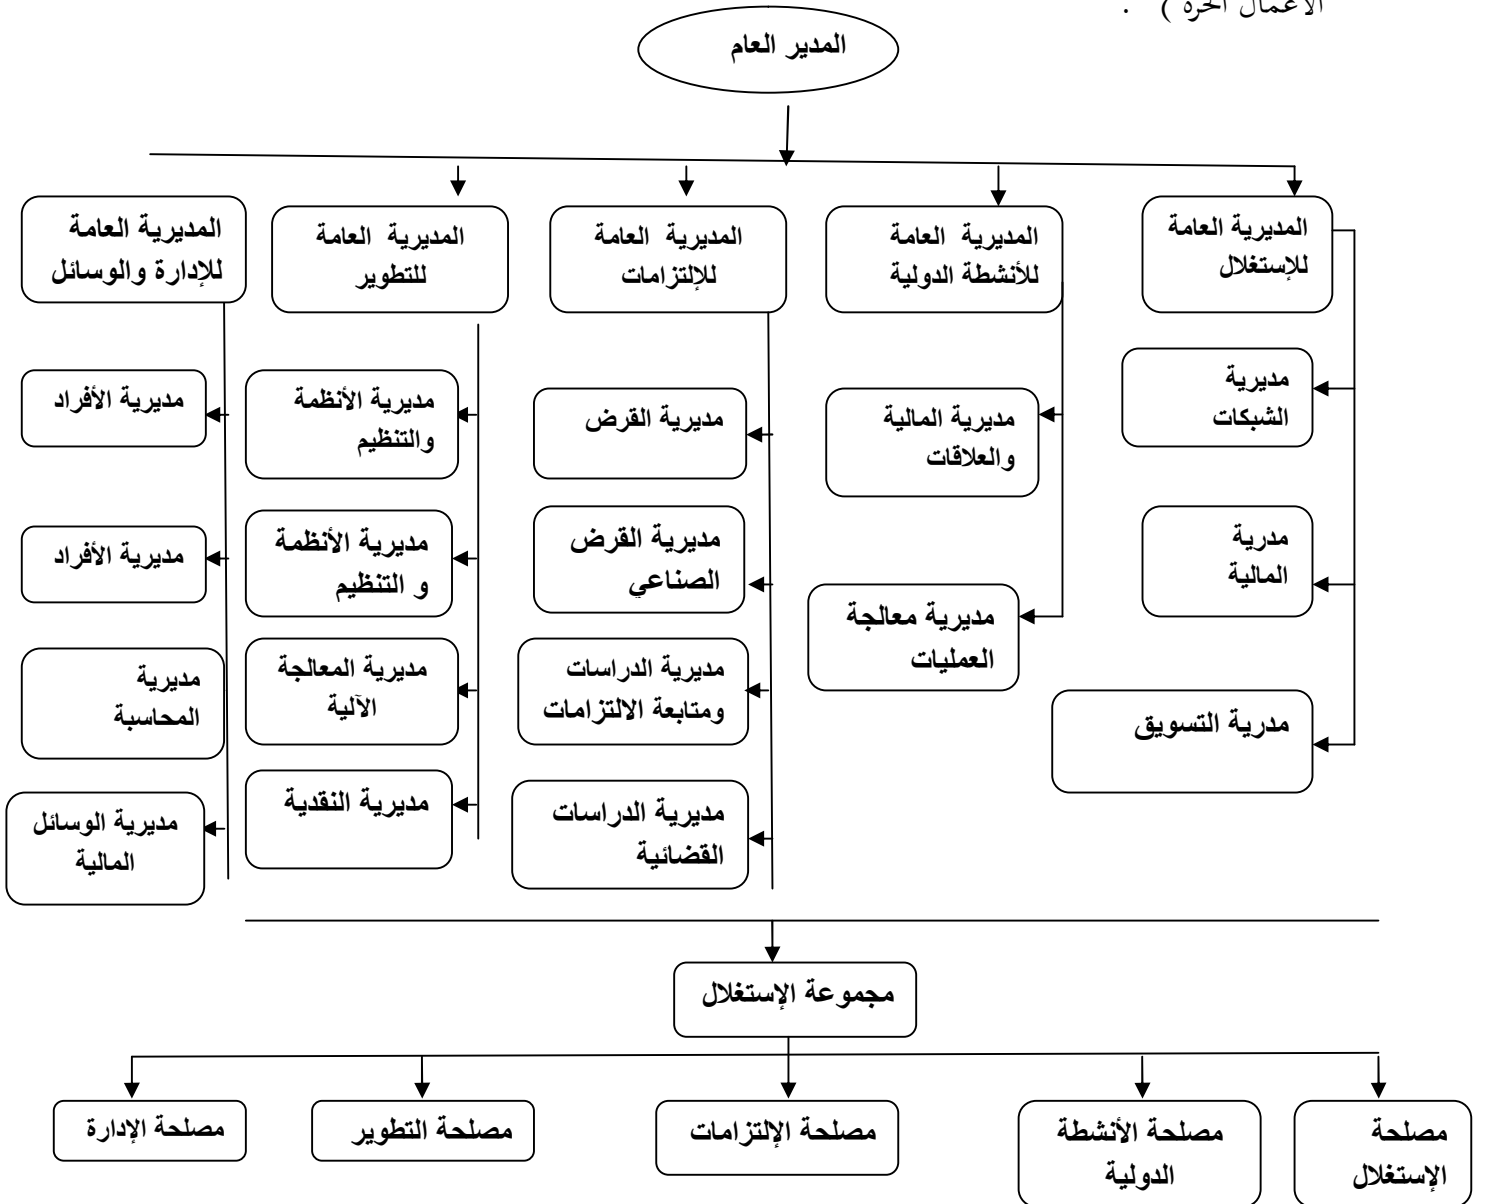 الأعمال الحرة ) .
المدير العام
المديرية العامة
للإستغلال
المديرية العامة
للأنشطة الدولية
المديرية العامة
للإلتزامات
المديرية العامة
للتطوير
المديرية العامة
للإدارة والوسائل
مديرية
الشبكات
مديرية المالية
والعلاقات
مديرية القرض
مديرية الأنظمة
والتنظيم
مديرية الأفراد
مدرية
المالية
مديرية معالجة
العمليات
مديرية القرض
الصناعي
مديرية الأنظمة
و التنظيم
مديرية الأفراد
مدرية التسويق
مديرية الدراسات
ومتابعة الالتزامات
مديرية المعالجة
الآلية
مديرية
المحاسبة
مديرية الدراسات
القضائية
مديرية النقدية
مديرية الوسائل
المالية
مجموعة الإستغلال
مصلحة
الإستغلال
مصلحة الأنشطة
الدولية
مصلحة الإلتزامات
مصلحة التطوير
مصلحة الإدارة